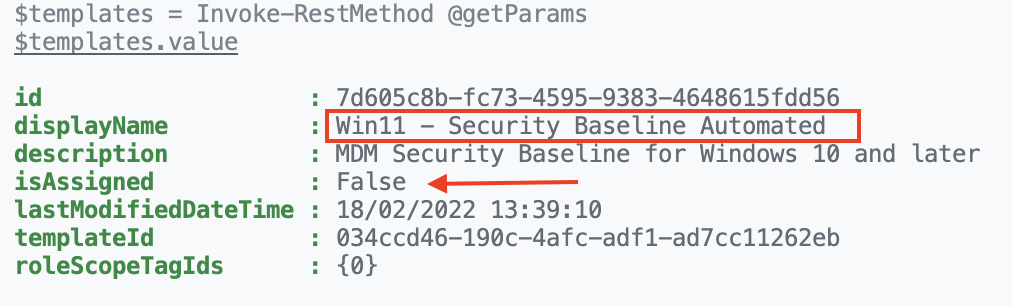 $templates = Invoke-RestMethod @getParams
$templates.value
id : 7d605c8b-fc73-4595-9383-4648615fdd56
displayName : Win11 - Security Baseline Automated
description : MDM Security Baseline for Windows 10 and later
isAssigned : False
lastModifiedDateTime : 18/02/2022 13:39:10
templateId : 034ccd46-190c-4afc-adf1-ad7cc11262eb
roleScopeTagIds : {0}